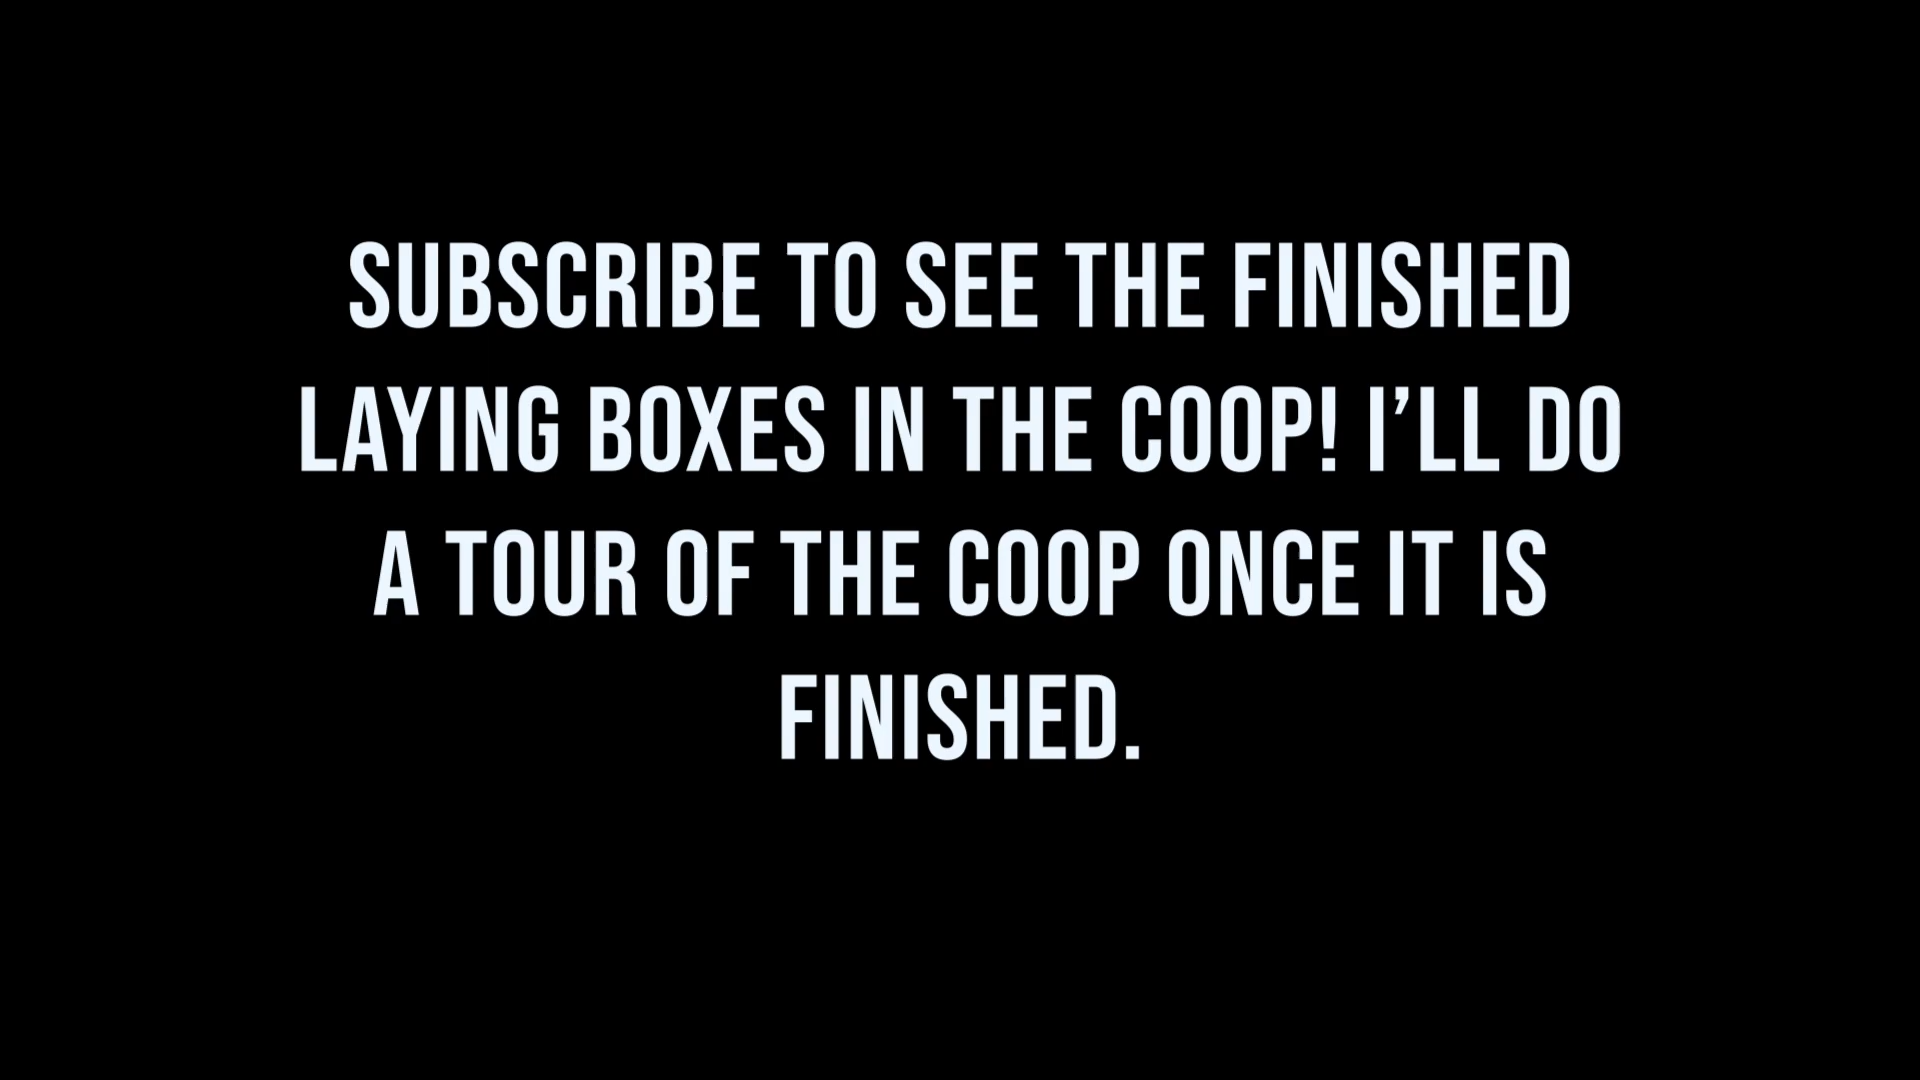 SUBSCRIBE TO SEE THE FINISHED
LAYING BOXES IN THE COOP! I’LL DO
A TOUR OF THE COOP ONCE IT IS
FINISHED.